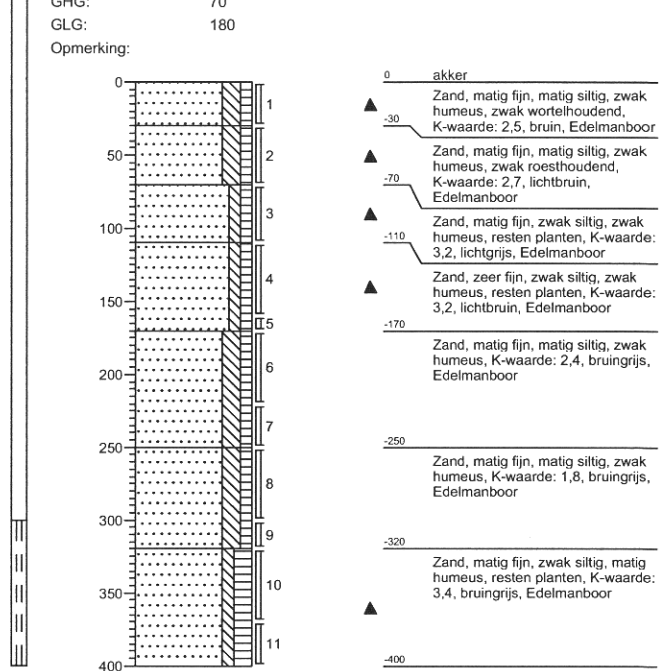 GHG: 70
GLG: 180
Opmerking:
0
50
100
150
200
250
300
350
400
1
2
3
4
5
6
7
8
9
10
11
0 akker
Zand, matig fijn, matig siltig, zwak
humeus, zwak wortelhoudend,
K-waarde: 2,5, bruin, Edelmanboor
-30
Zand, matig fijn, matig siltig, zwak
humeus, zwak roesthoudend,
K-waarde: 2,7, lichtbruin,
Edelmanboor
-70
Zand, matig fijn, zwak siltig, zwak
humeus, resten planten, K-waarde:
3,2, lichtgrijs, Edelmanboor
-110
Zand, zeer fijn, zwak siltig, zwak
humeus, resten planten, K-waarde:
3,2, lichtbruin, Edelmanboor
-170
Zand, matig fijn, matig siltig, zwak
humeus, K-waarde: 2,4, bruingrijs,
Edelmanboor
-250
Zand, matig fijn, matig siltig, zwak
humeus, K-waarde: 1,8, bruingrijs,
Edelmanboor
-320
Zand, matig fijn, zwak siltig, matig
humeus, resten planten, K-waarde:
3,4, bruingrijs, Edelmanboor
-400